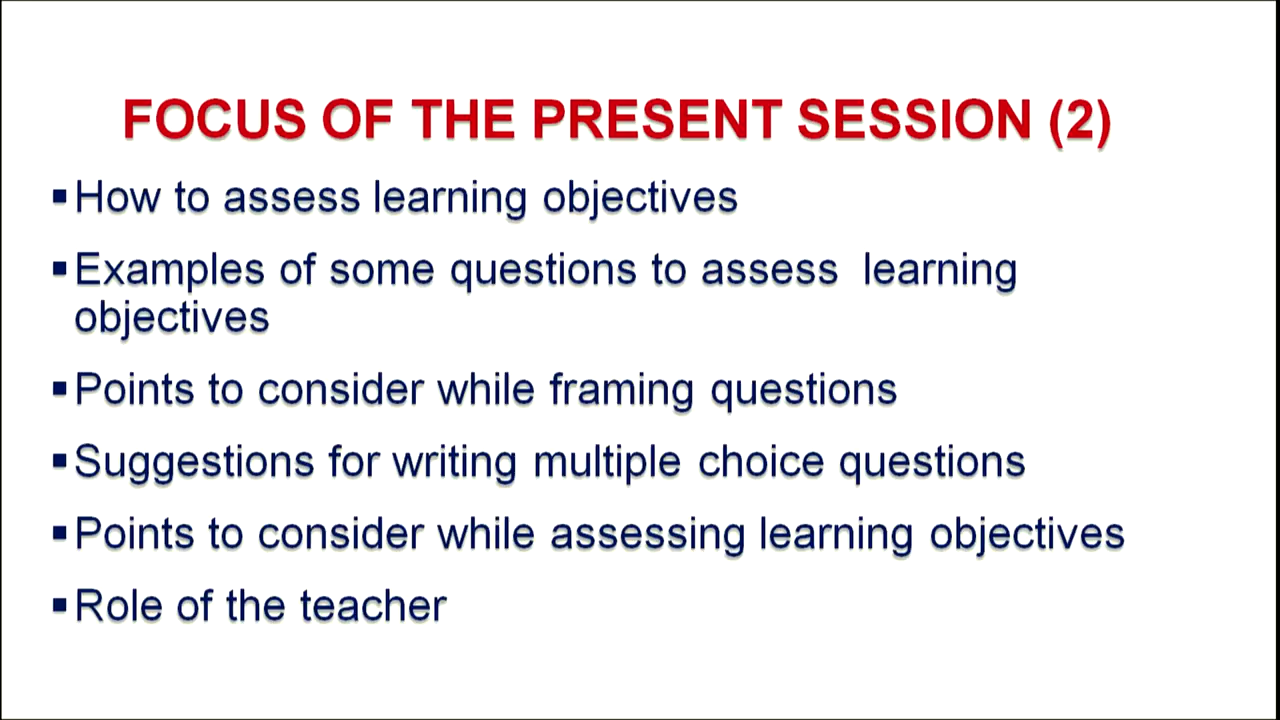 FOCUS OF THE PRESENT SESSION (2)
▪How to assess learning objectives
▪Examples of some questions to assess learning
objectives
▪Points to consider while framing questions
▪Suggestions for writing multiple choice questions
▪Points to consider while assessing learning objectives
▪Role of the teacher